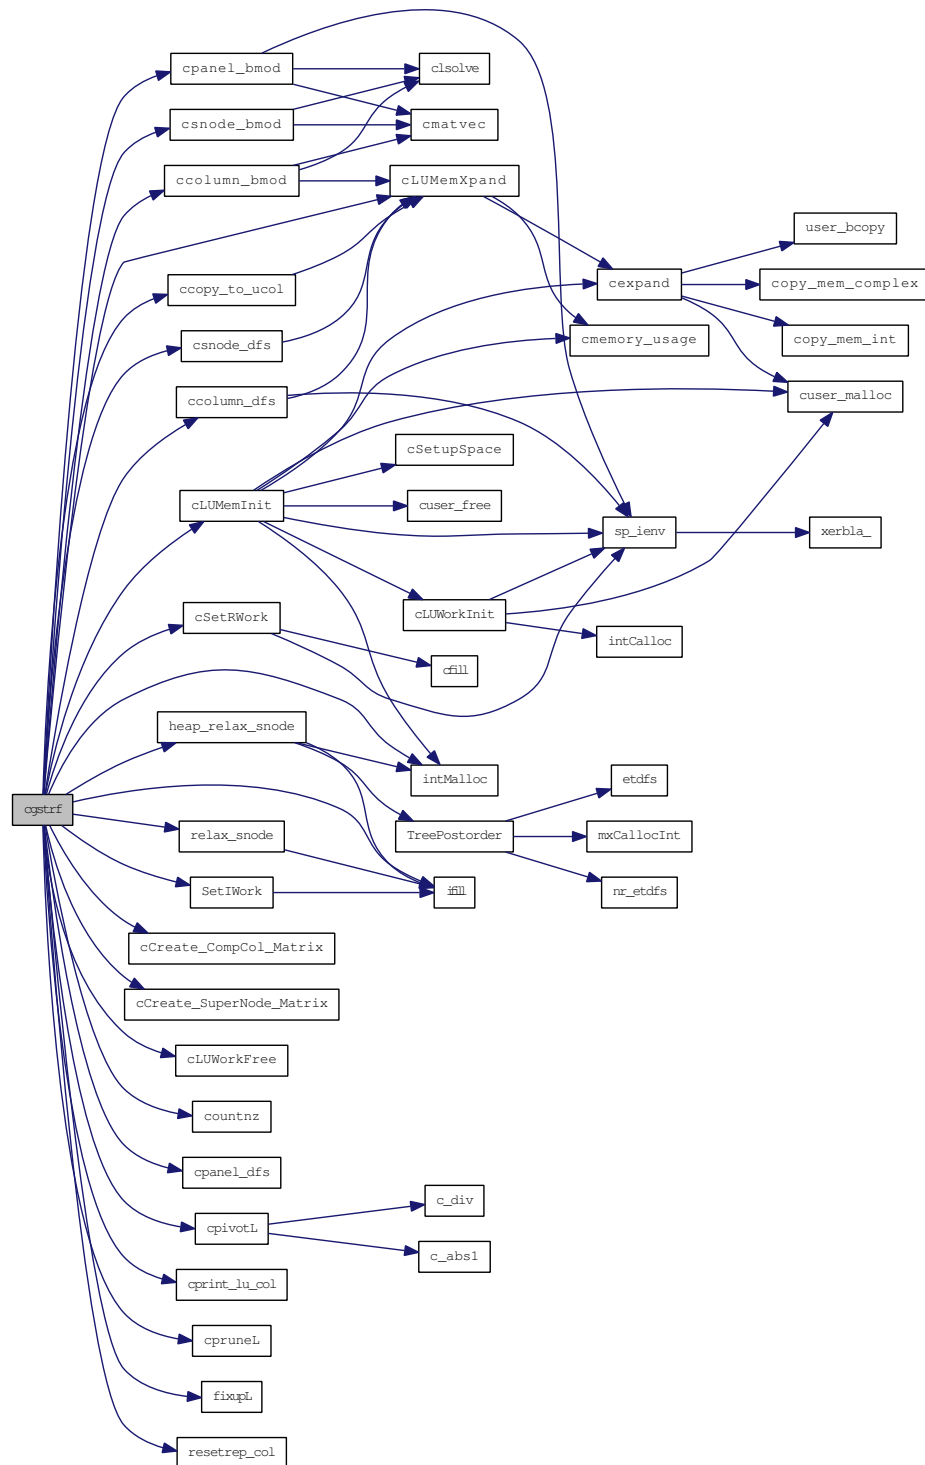 cpanel_bmod
clsolve
csnode_bmod
cmatvec
ccolumn_bmod
cLUMemXpand
user_bcopy
ccopy_to_ucol
cexpand
copy_mem_complex
csnode_dfs
cmemory_usage
copy_mem_int
ccolumn_dfs
cuser_malloc
cSetupSpace
cLUMemInit
cuser_free
sp_ienv
xerbla_
cSetRWork
cLUWorkInit
intCalloc
cfill
heap_relax_snode
intMalloc
etdfs
cgstrf
relax_snode
TreePostorder
mxCallocInt
SetIWork
ifill
nr_etdfs
cCreate_CompCol_Matrix
cCreate_SuperNode_Matrix
cLUWorkFree
countnz
cpanel_dfs
cpivotL
c_div
c_abs1
cprint_lu_col
cpruneL
fixupL
resetrep_col